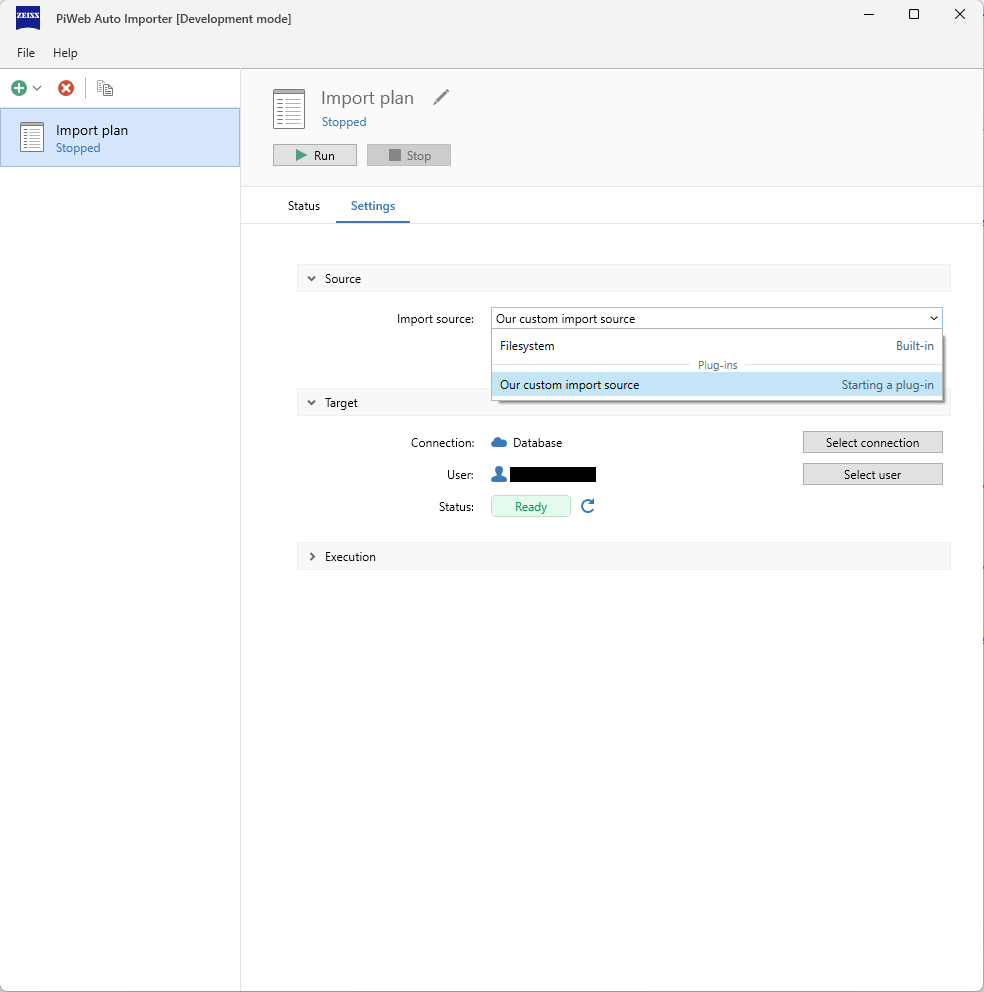 ZEISS
PiWeb Auto Importer [Development mode]
File Help
Import plan
Stopped
Import plan
Stopped
Run Stop
Status Settings
Source
Import source: Our custom import source
Filesystem Built-in
Plug-ins
Our custom import source Starting a plug-in
Target
Connection: Database Select connection
User: Select user
Status: Ready
Execution